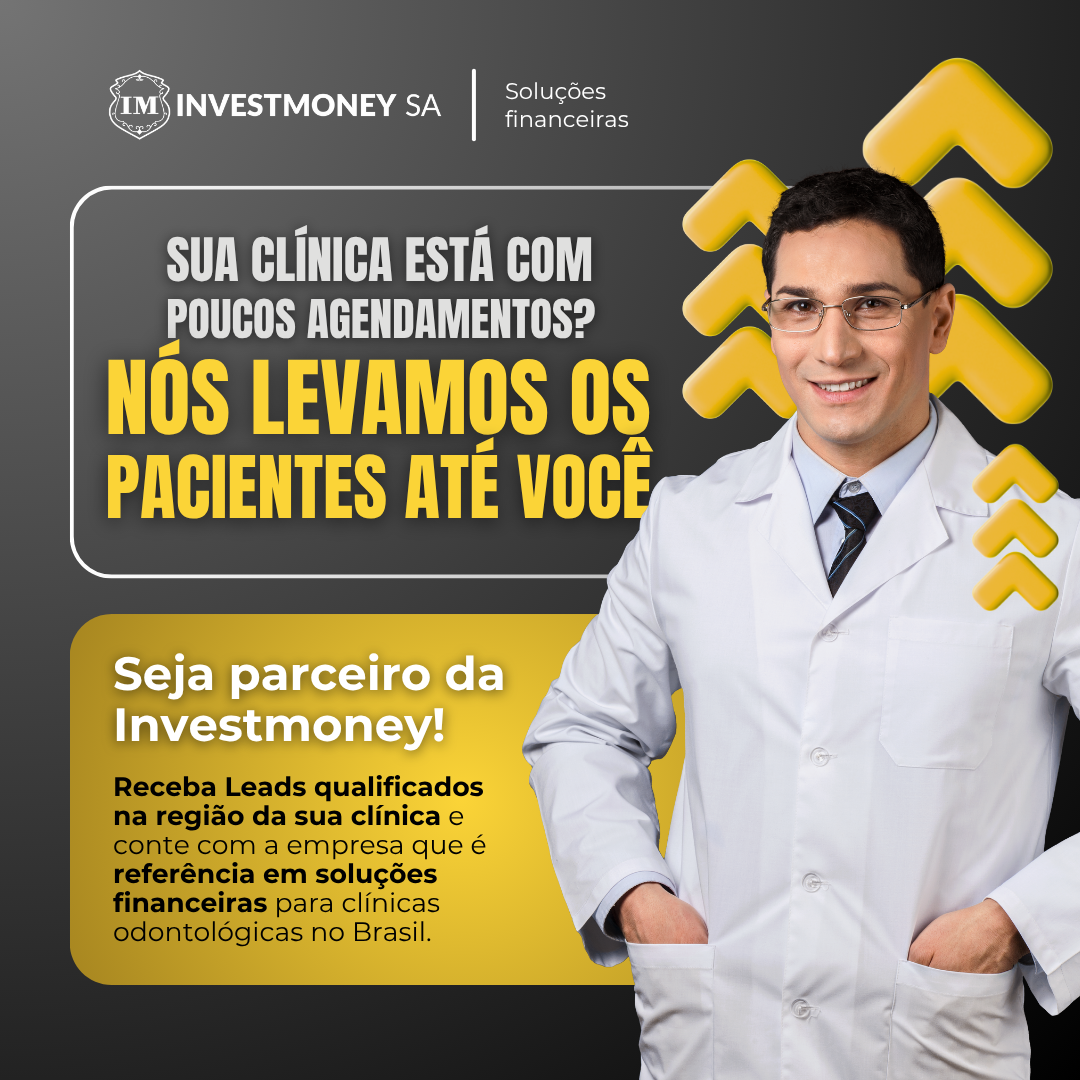 IM INVESTMONEY SA
Soluções
financeiras
SUA CLÍNICA ESTÁ COM
POUCOS AGENDAMENTOS?
NÓS LEVAMOS OS
PACIENTES ATÉ VOCÊ
Seja parceiro da
Investmoney!
Receba Leads qualificados
na região da sua clínica e
conte com a empresa que é
referência em soluções
financeiras para clínicas
odontológicas no Brasil.